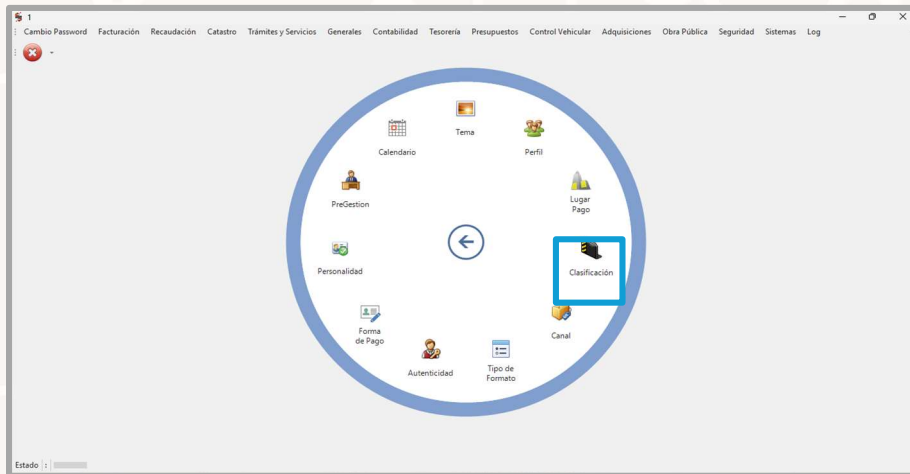 1
Cambio Password Facturación Recaudación Catastro Trámites y Servicios Generales Contabilidad Tesorería Presupuestos Control Vehicular Adquisiciones Obra Pública Seguridad Sistemas Log
Tema
Calendario
Perfil
PreGestion
Lugar
Pago
Personalidad
Clasificación
Forma
de Pago
Canal
Autenticidad
Tipo de
Formato
Estado :